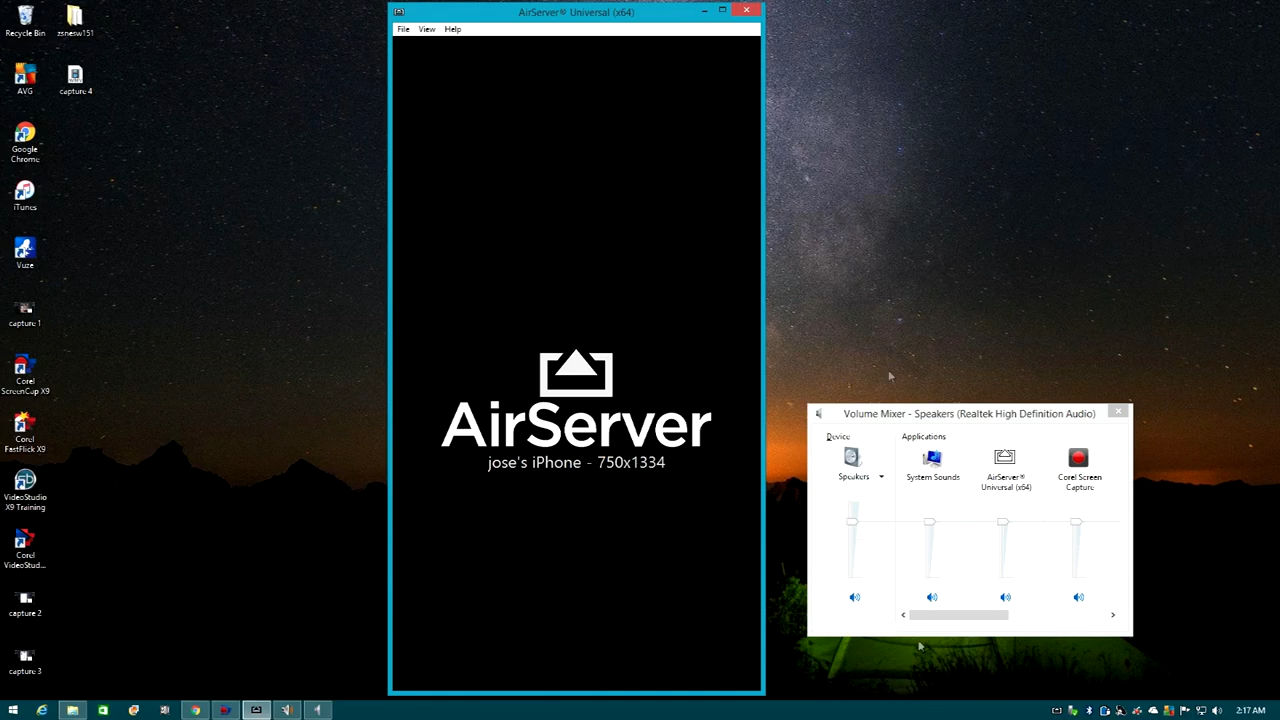 Recycle Bin
zsnesw151
AVG
capture 4
Google
Chrome
iTunes
Vuze
capture 1
Corel
ScreenCap X9
Corel
FastFlick X9
VideoStudio
X9 Training
Corel
VideoStud...
capture 2
capture 3
AirServer® Universal (x64)
File View Help
AirServer
jose's iPhone - 750x1334
Volume Mixer - Speakers (Realtek High Definition Audio)
Device
Applications
Speakers
System Sounds
AirServer®
Universal (x64)
Corel Screen
Capture
2:17 AM